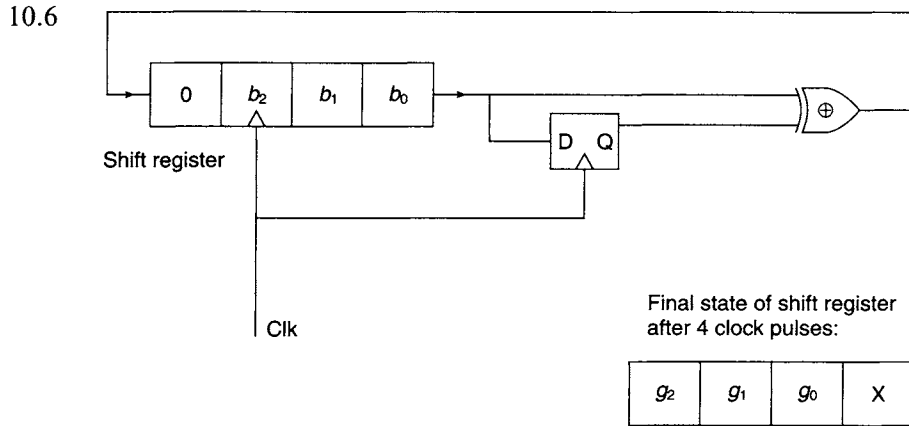 10.6
0 b₂ b₁ b₀
⊕
D Q
Shift register
Clk
Final state of shift register
after 4 clock pulses:
g₂ g₁ g₀ X